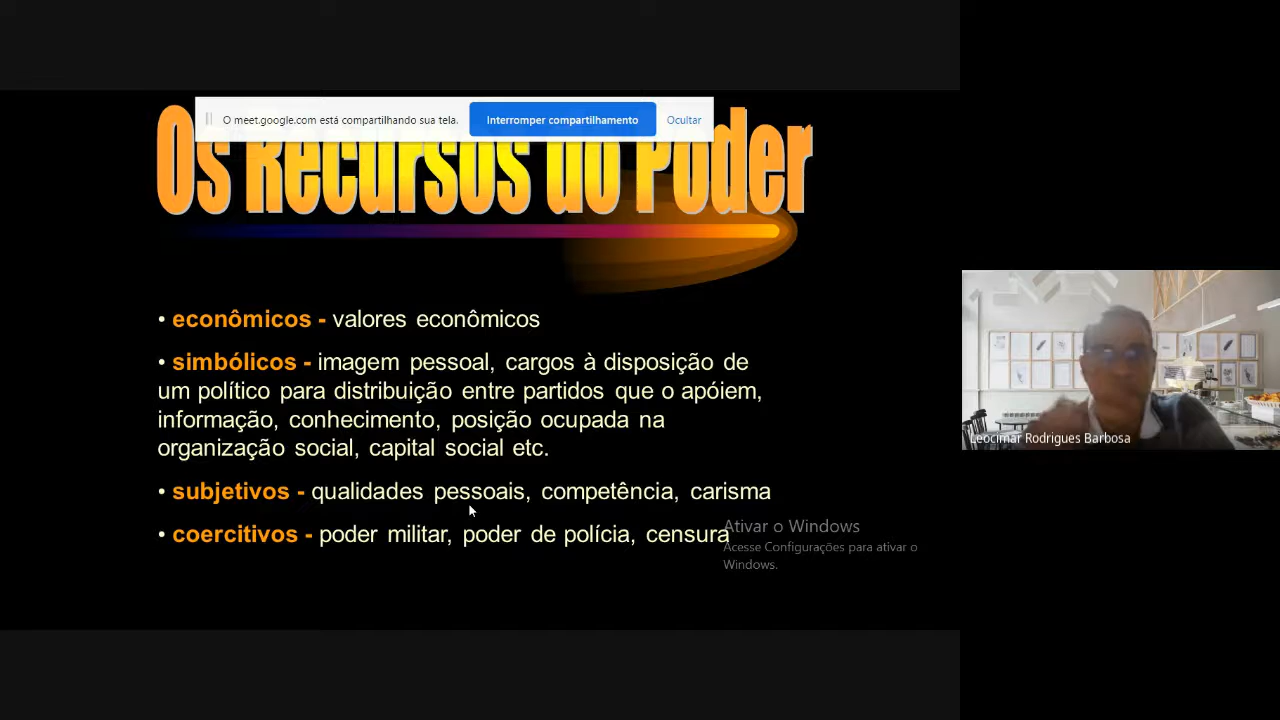 O meet.google.com está compartilhando sua tela.
Interromper compartilhamento
Ocultar
Os Recursos do Poder
• econômicos - valores econômicos
• simbólicos - imagem pessoal, cargos à disposição de
um político para distribuição entre partidos que o apóiem,
informação, conhecimento, posição ocupada na
organização social, capital social etc.
• subjetivos - qualidades pessoais, competência, carisma
• coercitivos - poder militar, poder de polícia, censura
Ativar o Windows
Acesse Configurações para ativar o
Windows.
Leocimar Rodrigues Barbosa